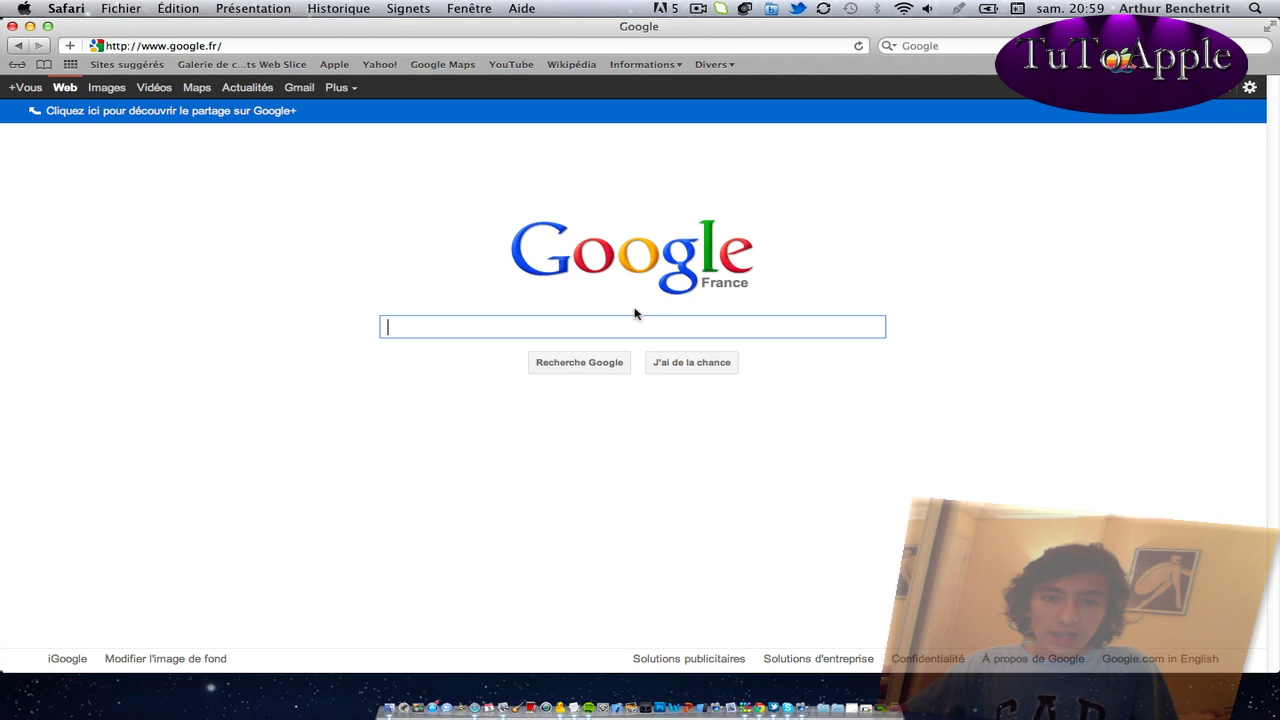 Safari Fichier Édition Présentation Historique Signets Fenêtre Aide 5 sam. 20:59 Arthur Benchetrit
Google
http://www.google.fr/ Google
Sites suggérés Galerie de c...ts Web Slice Apple Yahoo! Google Maps YouTube Wikipédia Informations Divers
TuToApple
+Vous Web Images Vidéos Maps Actualités Gmail Plus
Cliquez ici pour découvrir le partage sur Google+
Google
France
Recherche Google J'ai de la chance
iGoogle Modifier l'image de fond Solutions publicitaires Solutions d'entreprise Confidentialité À propos de Google Google.com in English
GAP